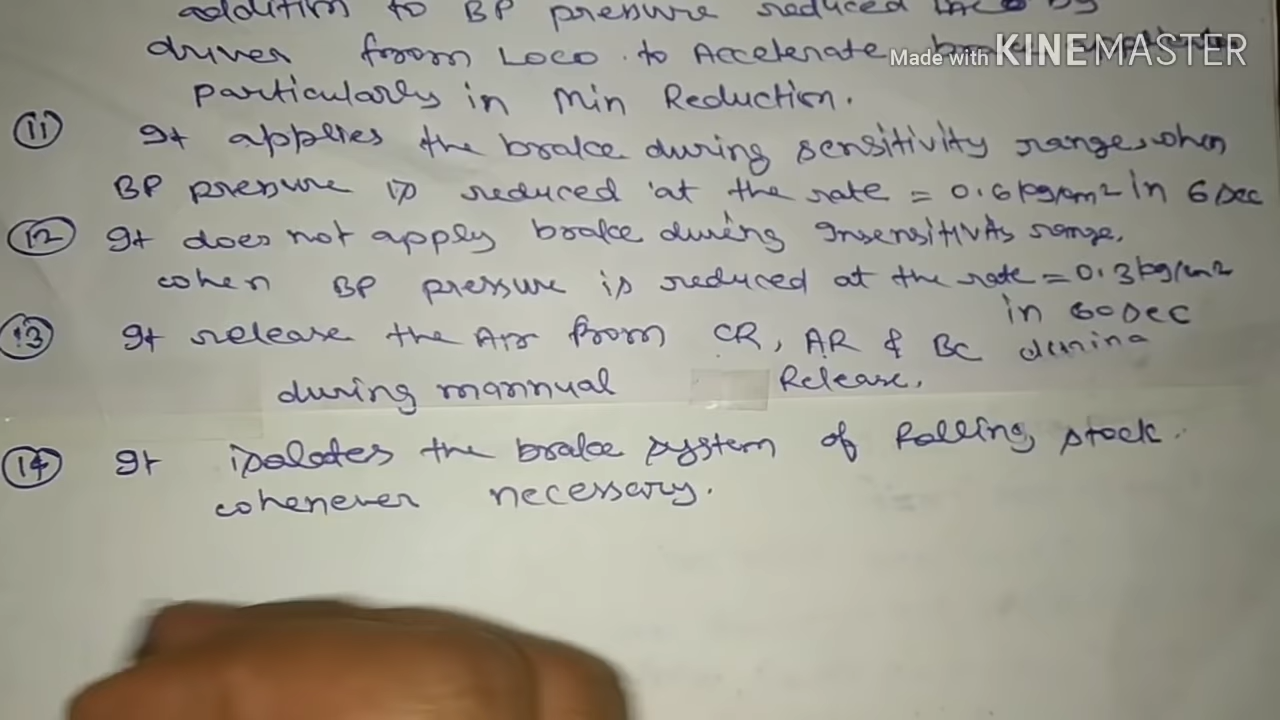 addition to BP pressure reduced by
driver from Loco. to Accelerate
Made with KINEMASTER
particularly in Min Reduction.
(11) It applies the brake during sensitivity range, when
BP pressure is reduced at the rate = 0.6 kg/cm2 in 6 sec
(12) It does not apply brake during Insensitivity range.
when BP pressure is reduced at the rate = 0.3 kg/cm2
in 60 sec
(13) It release the Air from CR, AR & BC during
during mannual Release.
(14) It isolates the brake system of Rolling stock.
whenever necessary.